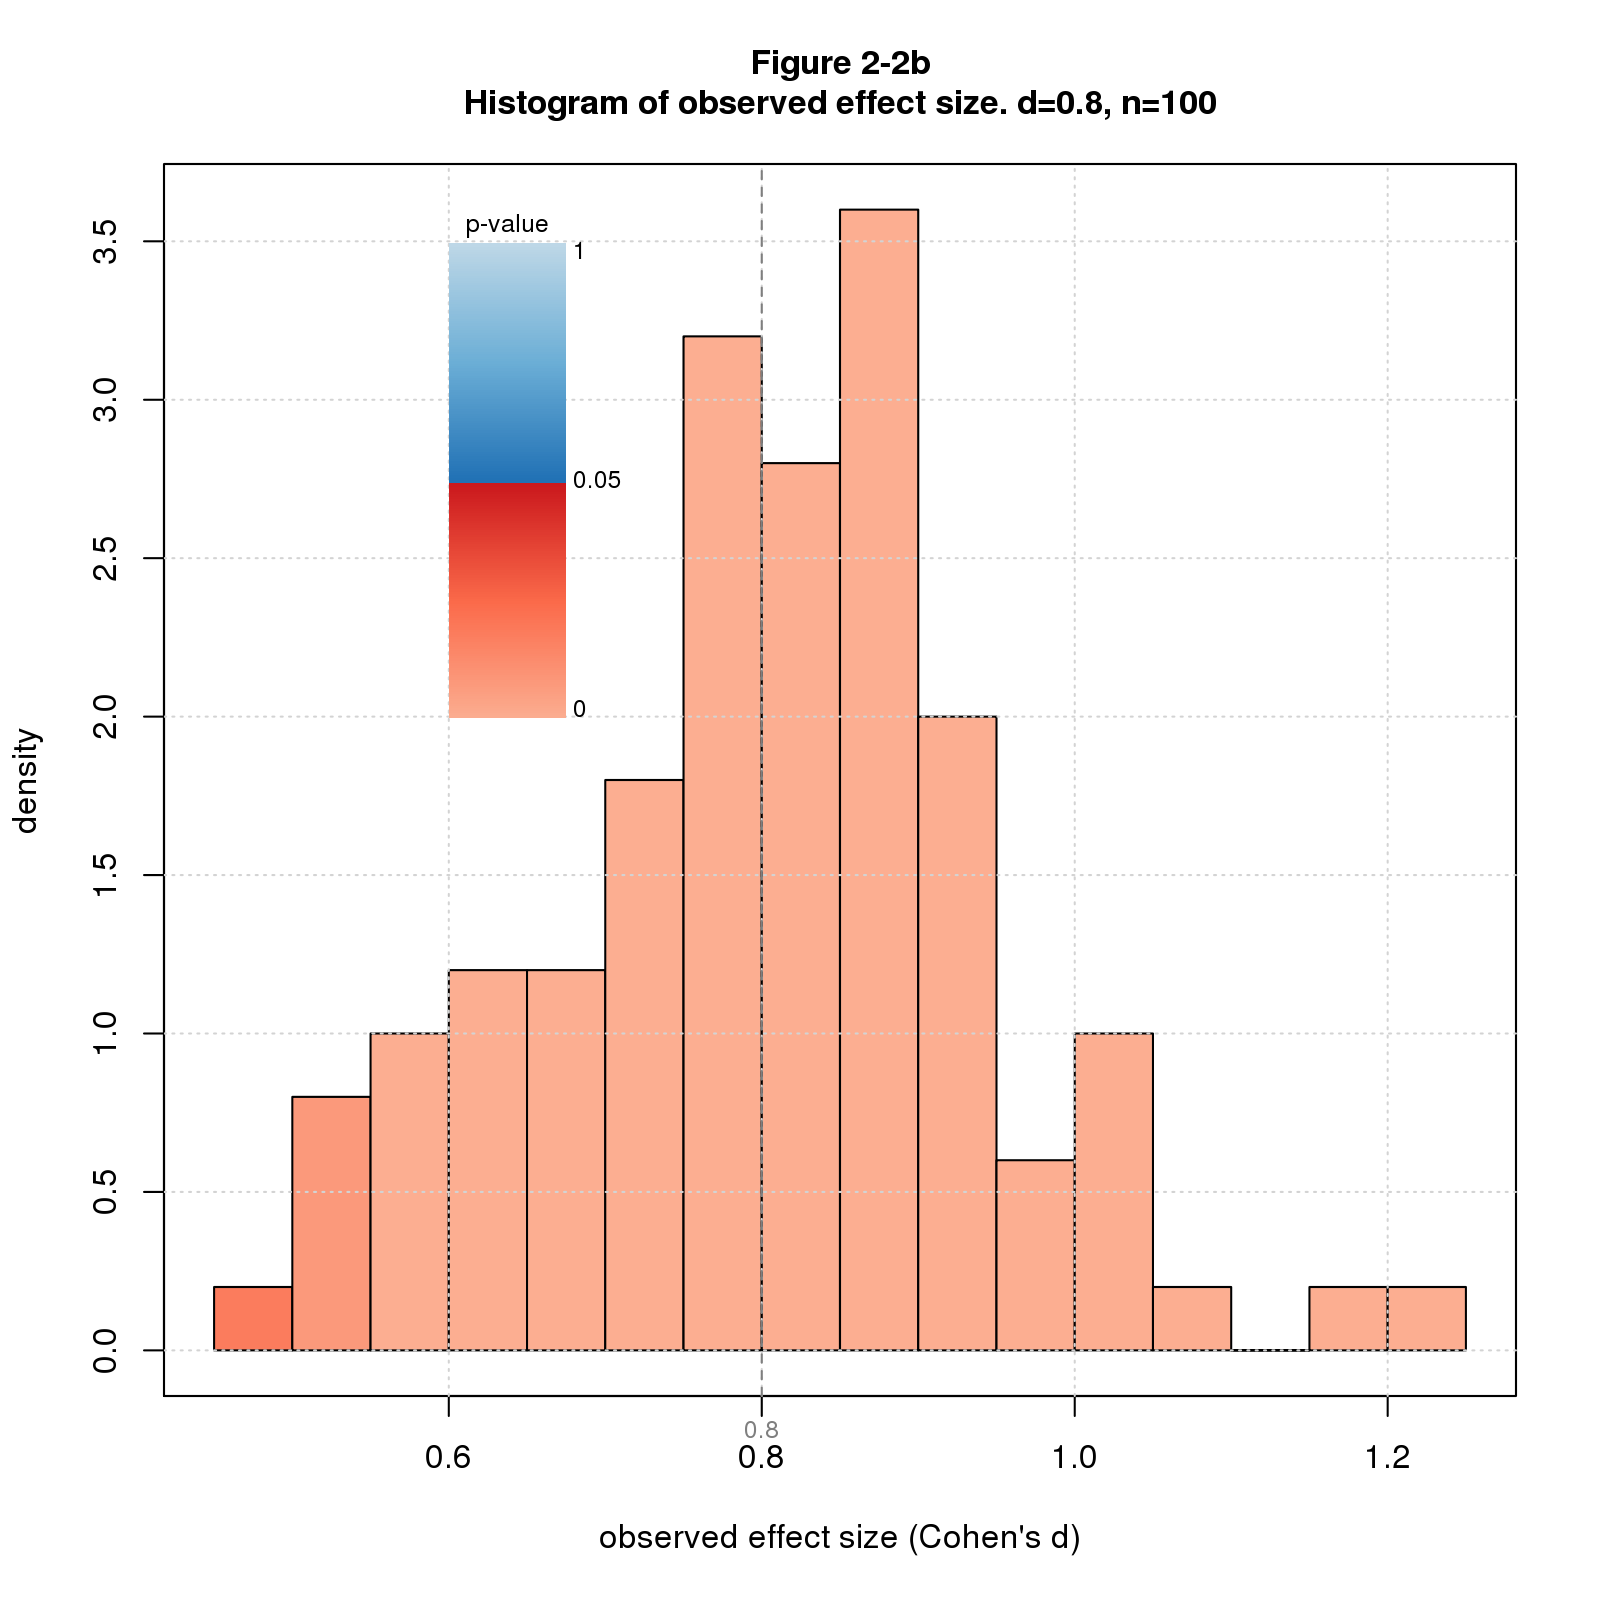 Figure 2-2b
Histogram of observed effect size. d=0.8, n=100
p-value
1
0.05
0
3.5
3.0
2.5
2.0
1.5
1.0
0.5
0.0
density
0.8
0.6 0.8 1.0 1.2
observed effect size (Cohen's d)